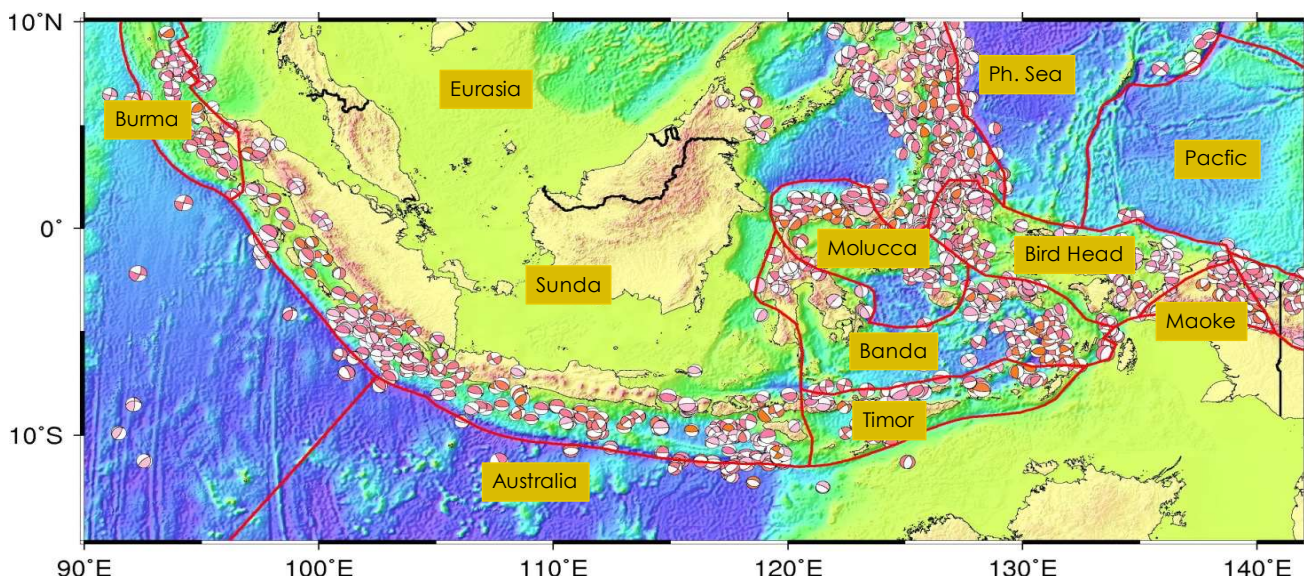 10˚N
Ph. Sea
Eurasia
Burma
Pacfic
0˚
Molucca
Bird Head
Sunda
Maoke
Banda
Timor
10˚S
Australia
90˚E 100˚E 110˚E 120˚E 130˚E 140˚E